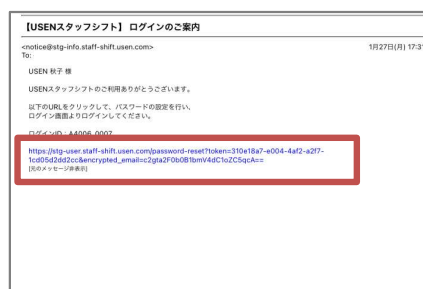 【USENスタッフシフト】 ログインのご案内
<notice@stg-info.staff-shift.usen.com>
1月27日(月) 17:31
To:
USEN 秋子 様
USENスタッフシフトのご利用ありがとうございます。
以下のURLをクリックして、パスワードの設定を行い、
ログイン画面よりログインしてください。
ログインID：A4006_0007
https://stg-user.staff-shift.usen.com/password-reset?token=310e18a7-e004-4af2-a2f7-
1cd05d2dd2cc&encrypted_email=c2gta2F0b0B1bmV4dC1oZC5qcA==
[元のメッセージ非表示]